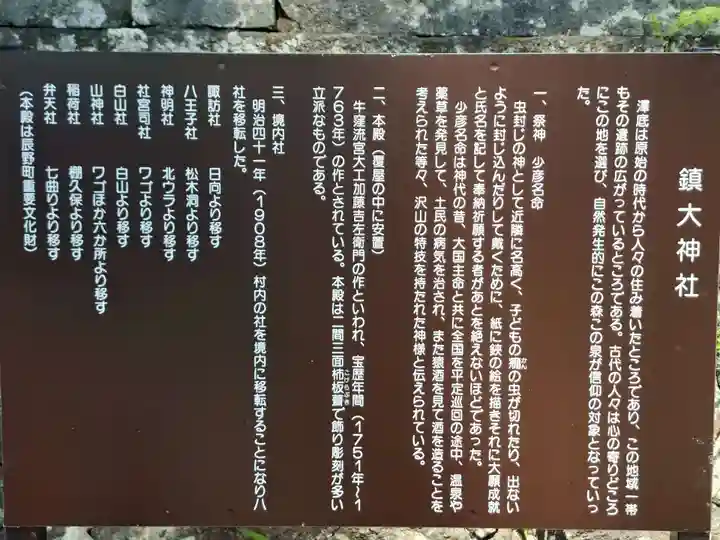 鎮大神社
澤底は原始の時代から人々の住み着いたところであり、この地域一帯
もその遺跡の広がっているところである。古代の人々は心の寄りどころ
にこの地を選び、自然発生的にこの森この泉が信仰の対象となっていっ
た。
一、祭神 少彦名命
虫封じの神として近隣に名高く、子どもの癪の虫が切れたり、出ない
ように封じ込んだりして戴くために、紙に鋏の絵を描きそれに大願成就
と氏名を記して奉納祈願する者があとを絶えないほどであった。
少彦名命は神代の昔、大国主命と共に全国を平定巡回の途中、温泉や
薬草を発見して、土民の病気を治され、また猿酒を見て酒を造ることを
考えられた等々、沢山の特技を持たれた神様と伝えられている。
二、本殿（覆屋の中に安置）
牛窪流宮大工加藤吉左衛門の作といわれ、宝歴年間（1751年～1
763年）の作とされている。本殿は二間三面柿板葺で飾り彫刻が多い
こけらぶき
立派なものである。
三、境内社
明治四十一年（1908年）村内の社を境内に移転することになり八
社を移転した。
諏訪社 日向より移す
八王子社 松木洞より移す
神明社 北ウラより移す
社宮司社 ワゴより移す
白山社 白山より移す
山神社 ワゴほか六か所より移す
稲荷社 棚久保より移す
弁天社 七曲りより移す
（本殿は辰野町重要文化財）